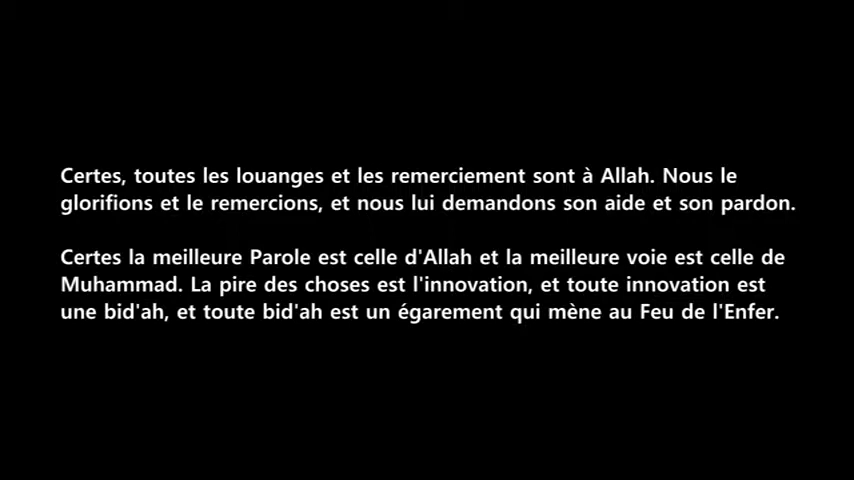 Certes, toutes les louanges et les remerciement sont à Allah. Nous le
glorifions et le remercions, et nous lui demandons son aide et son pardon.
Certes la meilleure Parole est celle d'Allah et la meilleure voie est celle de
Muhammad. La pire des choses est l'innovation, et toute innovation est
une bid'ah, et toute bid'ah est un égarement qui mène au Feu de l'Enfer.